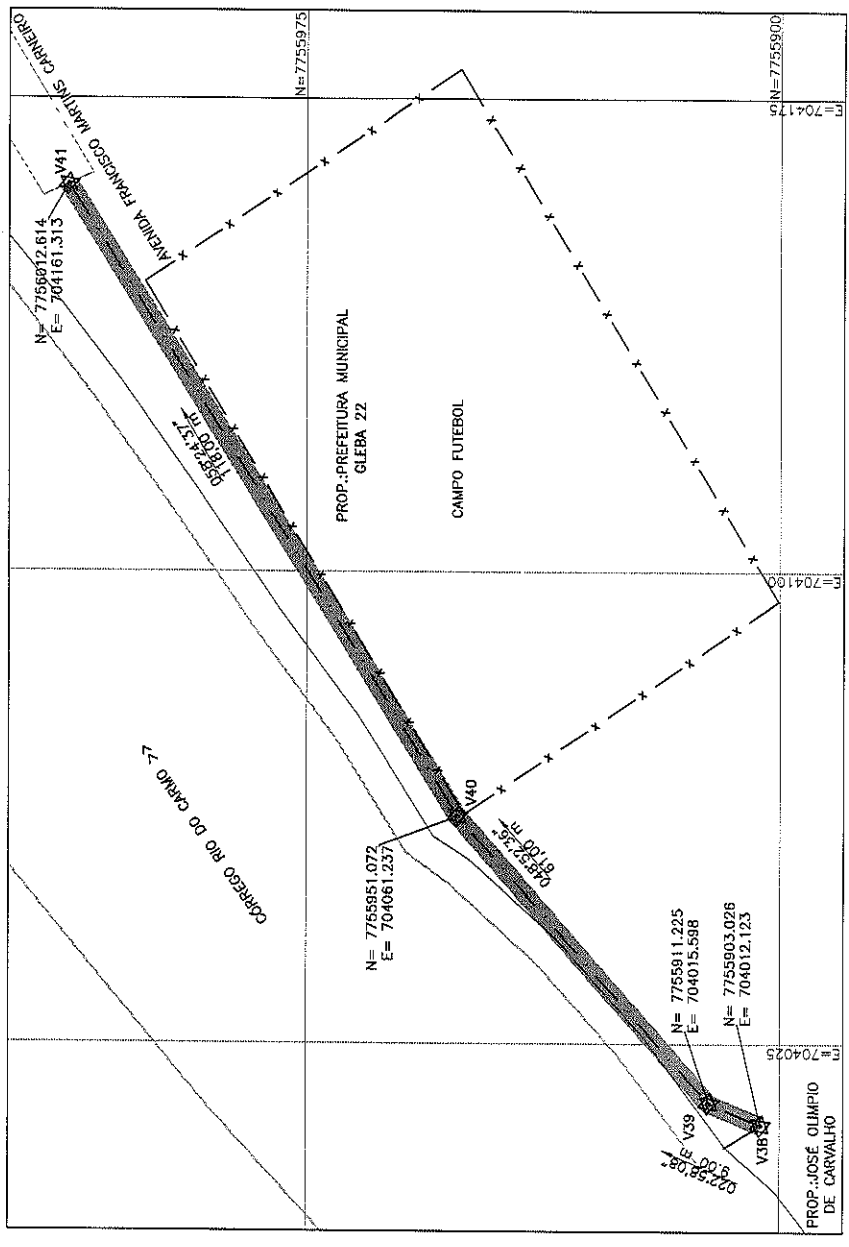 AVENIDA FRANCISCO MARTINS CARNEIRO
N=7755975
E=704175
N=7755900
V41
N= 7756012.614
E= 704161.313
058°24'37"
118,00 m
PROP.:PREFEITURA MUNICIPAL
GLEBA 22
CAMPO FUTEBOL
E=704100
CÓRREGO RIO DO CARMO
V40
N= 7755951.072
E= 704061.237
048°52'36"
61,00 m
N= 7755911.225
E= 704015.598
N= 7755903.026
E= 704012.123
E=704025
V39
V38
022°58'08"
9.00 m
PROP.:JOSÉ OLIMPIO
DE CARVALHO